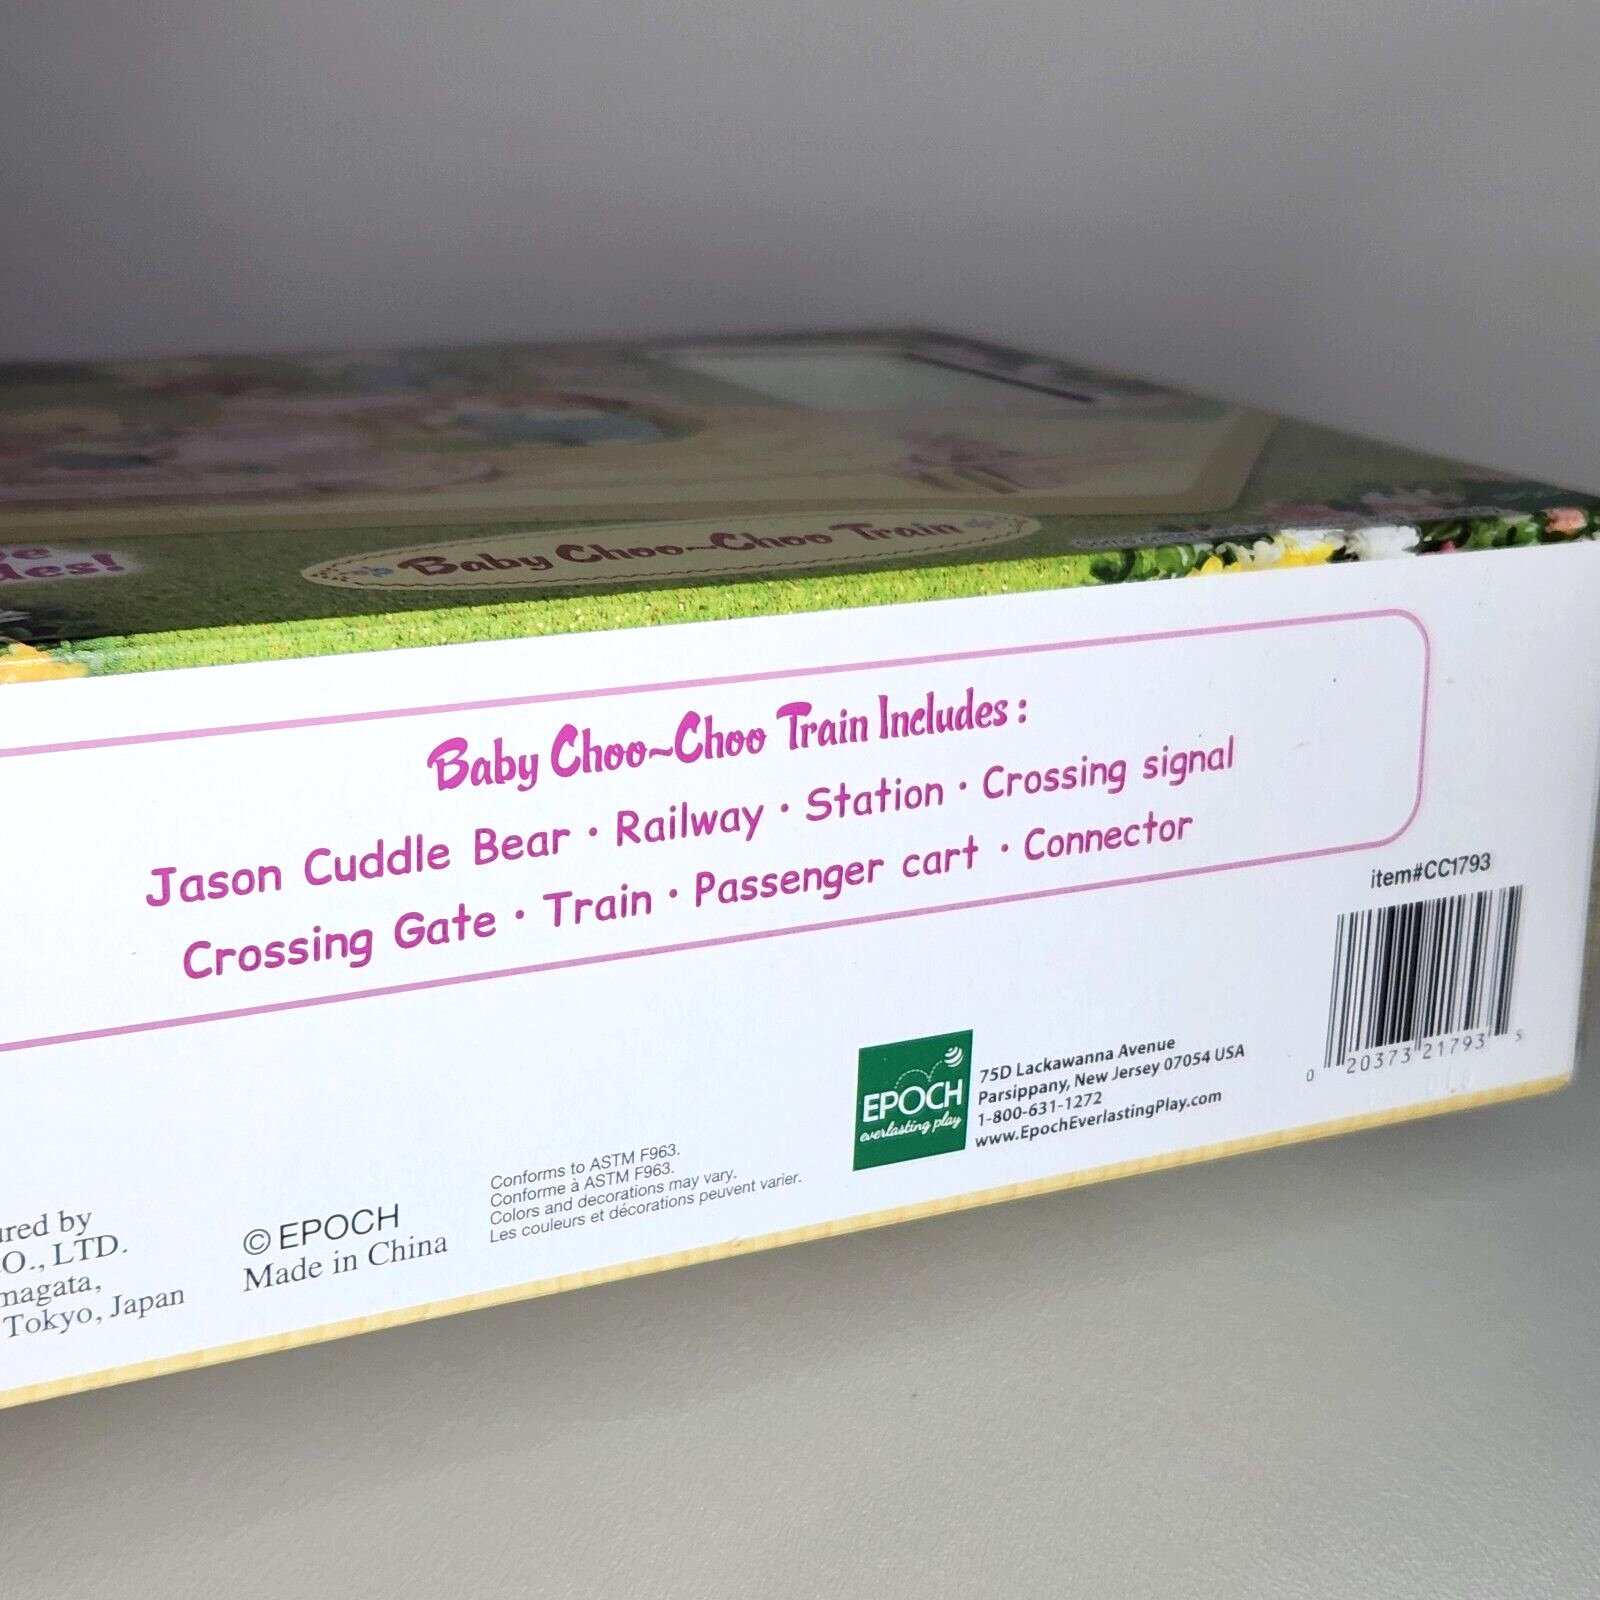 Baby Choo~Choo Train
Baby Choo~Choo Train Includes :
Jason Cuddle Bear · Railway · Station · Crossing signal
Crossing Gate · Train · Passenger cart · Connector
item#CC1793
0 20373 21793 5
EPOCH
everlasting play
75D Lackawanna Avenue
Parsippany, New Jersey 07054 USA
1-800-631-1272
www.EpochEverlastingPlay.com
Conforms to ASTM F963.
Conforme à ASTM F963.
Colors and decorations may vary.
Les couleurs et décorations peuvent varier.
© EPOCH
Made in China
by
O., LTD.
Tokyo, Japan